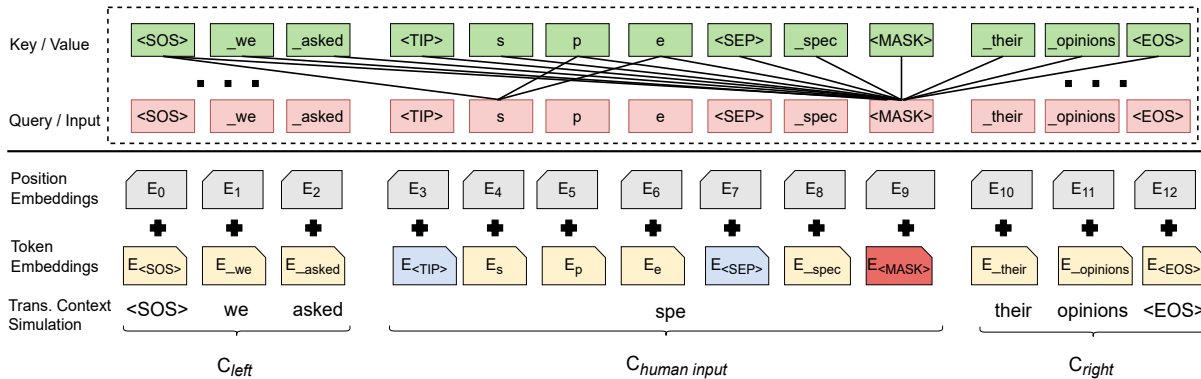 Key / Value <SOS> _we _asked <TIP> s p e <SEP> _spec <MASK> _their _opinions <EOS>
Query / Input <SOS> _we _asked <TIP> s p e <SEP> _spec <MASK> _their _opinions <EOS>
Position Embeddings E0 E1 E2 E3 E4 E5 E6 E7 E8 E9 E10 E11 E12
Token Embeddings E<SOS> E_we E_asked E<TIP> Es Ep Ee E<SEP> E_spec E<MASK> E_their E_opinions E<EOS>
Trans. Context Simulation <SOS> we asked spe their opinions <EOS>
Cleft Chuman input Cright